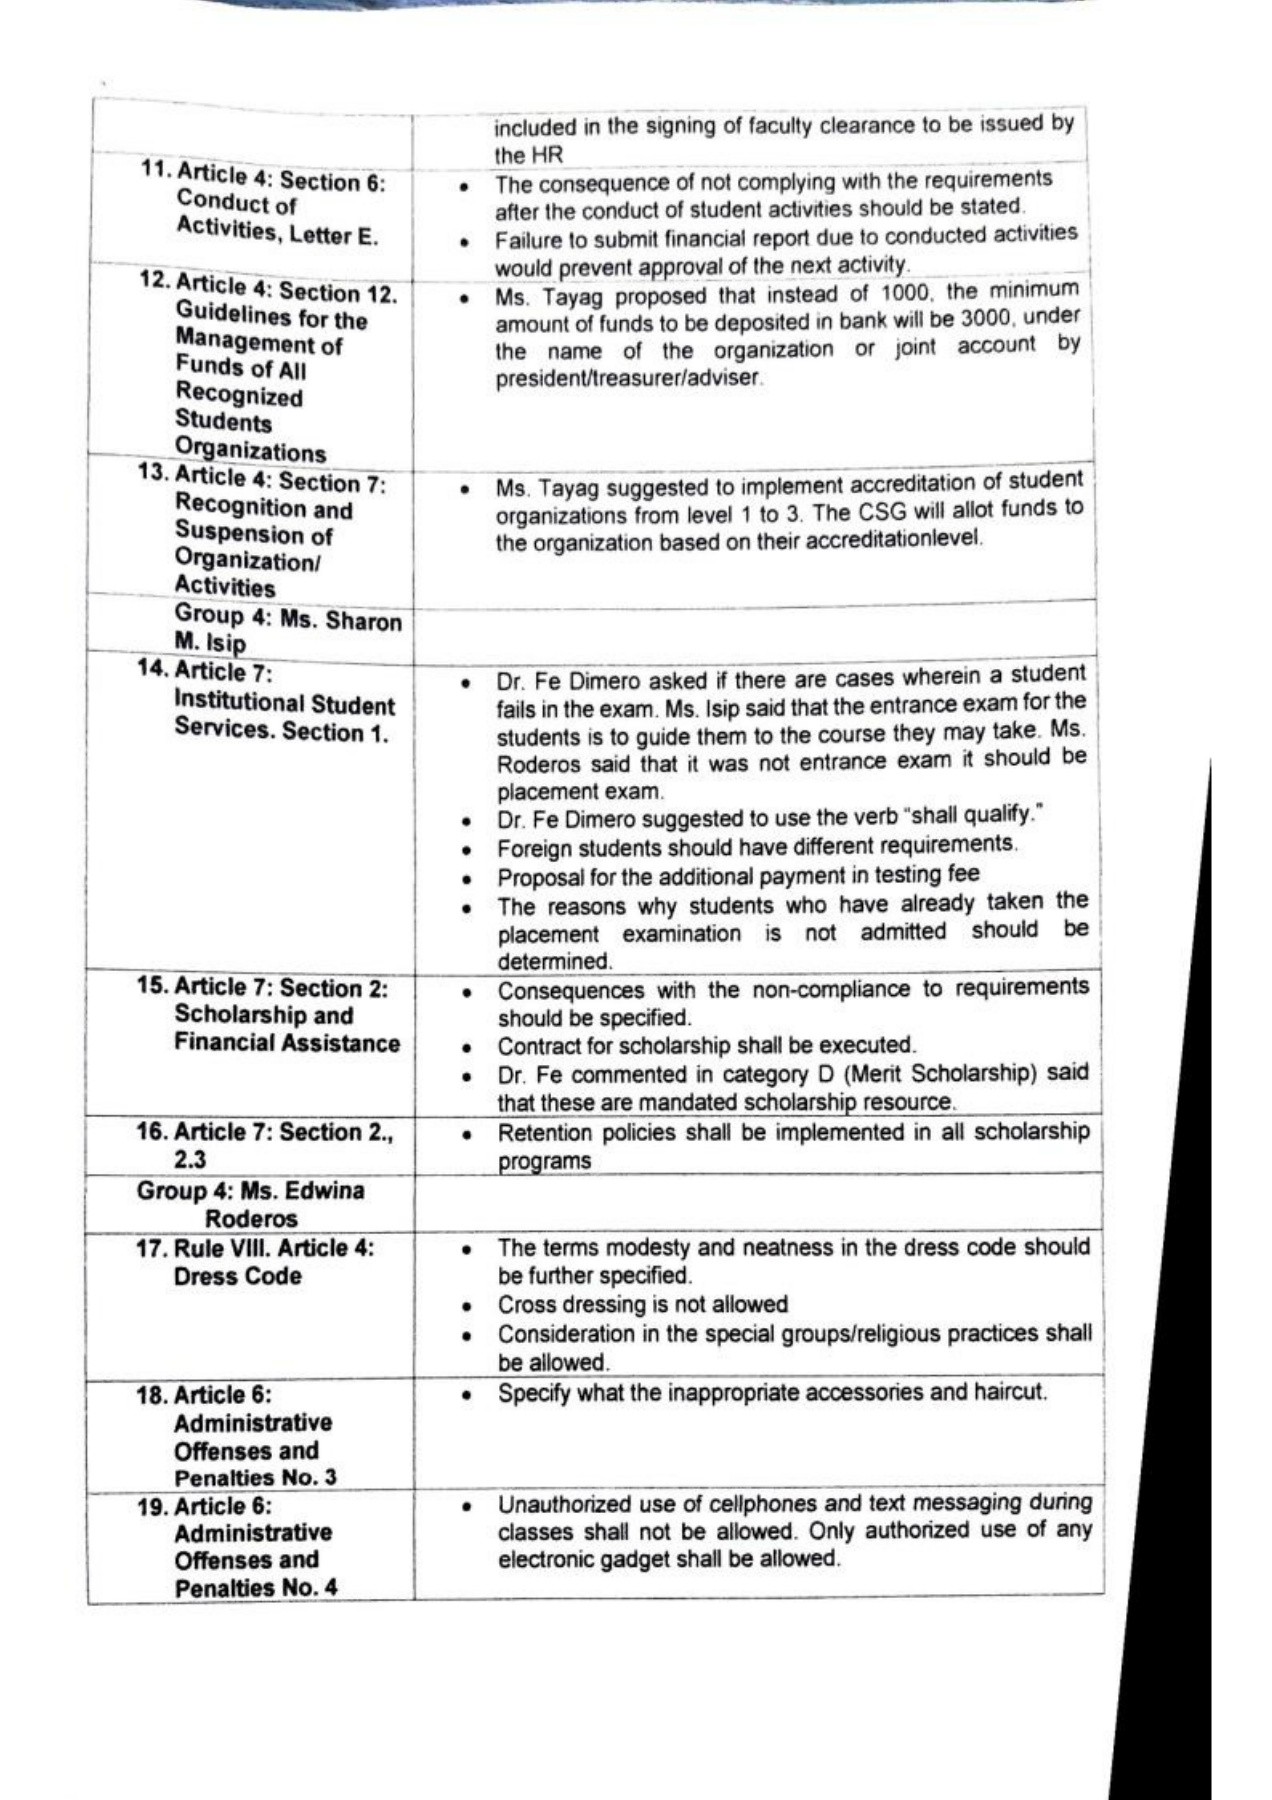 included in the signing of faculty clearance to be issued by
the HR
11. Article 4: Section 6:
Conduct of
Activities, Letter E.
• The consequence of not complying with the requirements
after the conduct of student activities should be stated.
• Failure to submit financial report due to conducted activities
would prevent approval of the next activity.
12. Article 4: Section 12.
Guidelines for the
Management of
Funds of All
Recognized
Students
Organizations
• Ms. Tayag proposed that instead of 1000, the minimum
amount of funds to be deposited in bank will be 3000, under
the name of the organization or joint account by
president/treasurer/adviser.
13. Article 4: Section 7:
Recognition and
Suspension of
Organization/
Activities
• Ms. Tayag suggested to implement accreditation of student
organizations from level 1 to 3. The CSG will allot funds to
the organization based on their accreditationlevel.
Group 4: Ms. Sharon
M. Isip
14. Article 7:
Institutional Student
Services. Section 1.
• Dr. Fe Dimero asked if there are cases wherein a student
fails in the exam. Ms. Isip said that the entrance exam for the
students is to guide them to the course they may take. Ms.
Roderos said that it was not entrance exam it should be
placement exam.
• Dr. Fe Dimero suggested to use the verb "shall qualify."
• Foreign students should have different requirements.
• Proposal for the additional payment in testing fee
• The reasons why students who have already taken the
placement examination is not admitted should be
determined.
15. Article 7: Section 2:
Scholarship and
Financial Assistance
• Consequences with the non-compliance to requirements
should be specified.
• Contract for scholarship shall be executed.
• Dr. Fe commented in category D (Merit Scholarship) said
that these are mandated scholarship resource.
16. Article 7: Section 2.,
2.3
• Retention policies shall be implemented in all scholarship
programs
Group 4: Ms. Edwina
Roderos
17. Rule VIII. Article 4:
Dress Code
• The terms modesty and neatness in the dress code should
be further specified.
• Cross dressing is not allowed
• Consideration in the special groups/religious practices shall
be allowed.
18. Article 6:
Administrative
Offenses and
Penalties No. 3
• Specify what the inappropriate accessories and haircut.
19. Article 6:
Administrative
Offenses and
Penalties No. 4
• Unauthorized use of cellphones and text messaging during
classes shall not be allowed. Only authorized use of any
electronic gadget shall be allowed.